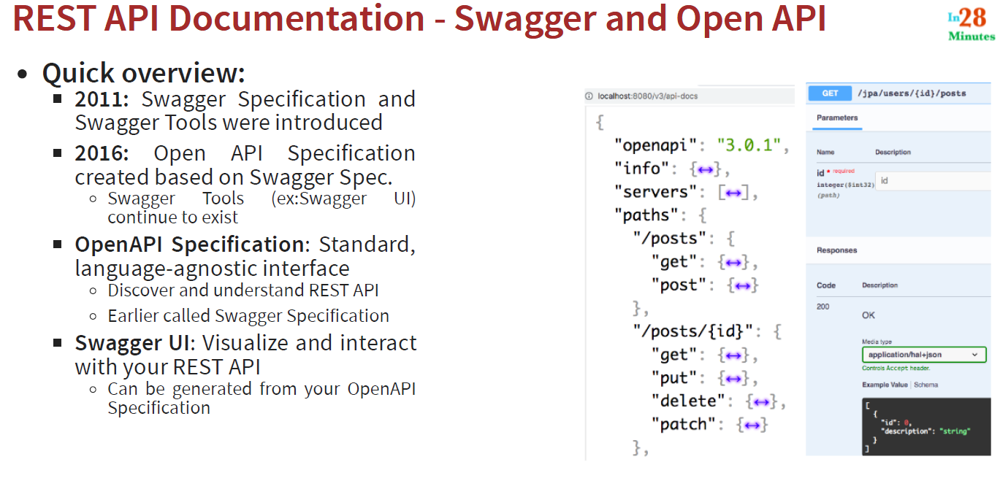 REST API Documentation - Swagger and Open API
In28
Minutes
• Quick overview:
▪ 2011: Swagger Specification and
Swagger Tools were introduced
▪ 2016: Open API Specification
created based on Swagger Spec.
◦ Swagger Tools (ex:Swagger UI)
continue to exist
▪ OpenAPI Specification: Standard,
language-agnostic interface
◦ Discover and understand REST API
◦ Earlier called Swagger Specification
▪ Swagger UI: Visualize and interact
with your REST API
◦ Can be generated from your OpenAPI
Specification
localhost:8080/v3/api-docs
{
"openapi": "3.0.1",
"info": {↔},
"servers": [↔],
"paths": {
"/posts": {
"get": {↔},
"post": {↔}
},
"/posts/{id}": {
"get": {↔},
"put": {↔},
"delete": {↔},
"patch": {↔}
},
GET /jpa/users/{id}/posts
Parameters
Name Description
id * required
id
integer($int32)
(path)
Responses
Code Description
200
OK
Media type
application/hal+json
Controls Accept header.
Example Value | Schema
[
{
"id": 0,
"description": "string"
}
]